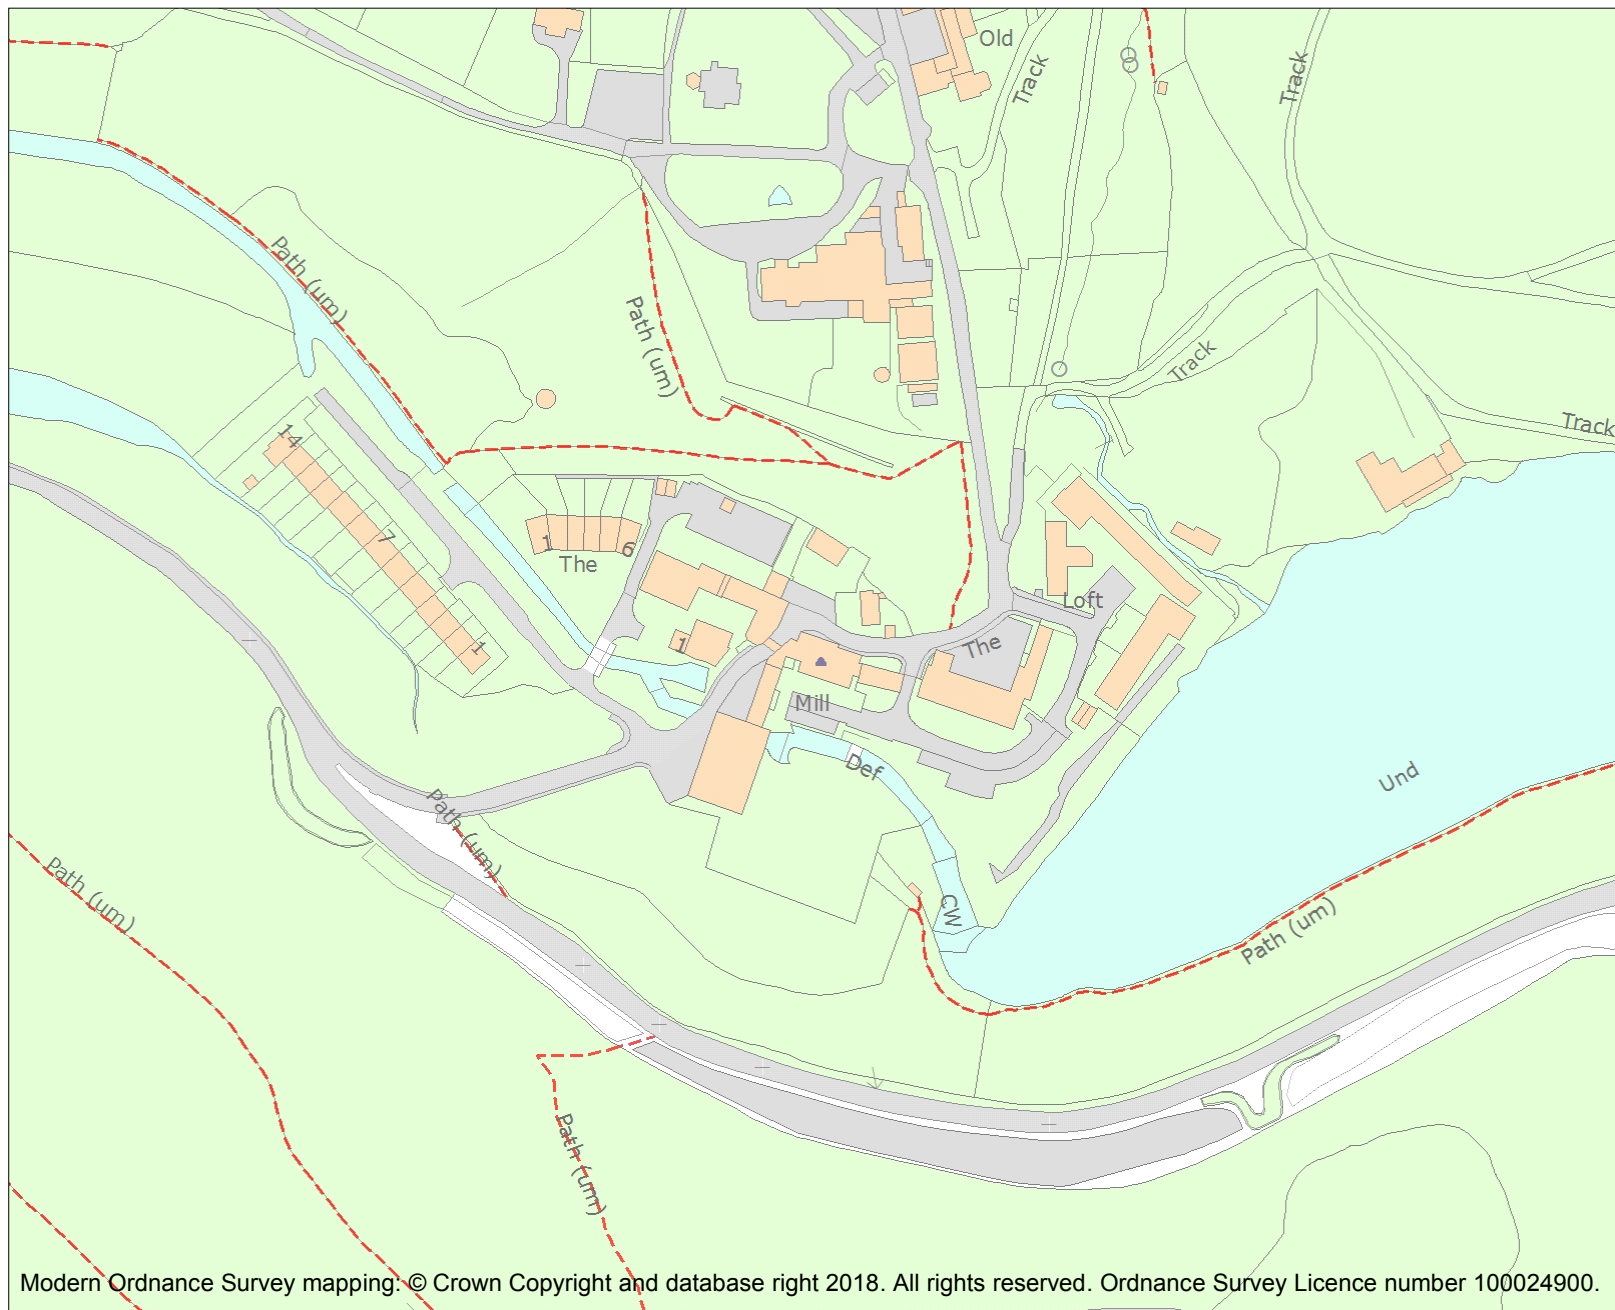 Old
Track
Track
Path (um)
Path (um)
Track
Track
14
7
1
1
6
The
Loft
The
1
Mill
Def
Und
Path (um)
Path (um)
CW
Path (um)
Path (um)
Modern Ordnance Survey mapping: © Crown Copyright and database right 2018. All rights reserved. Ordnance Survey Licence number 100024900.